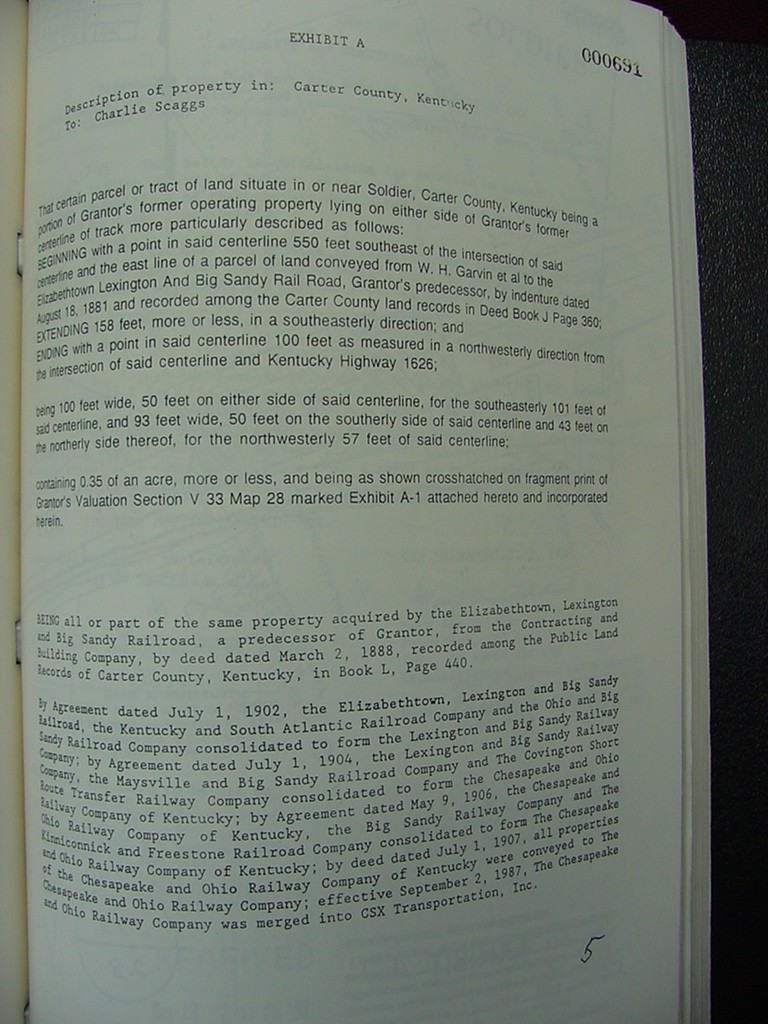 EXHIBIT A
000691
Description of property in: Carter County, Kentucky
To: Charlie Scaggs
That certain parcel or tract of land situate in or near Soldier, Carter County, Kentucky being a
portion of Grantor's former operating property lying on either side of Grantor's former
centerline of track more particularly described as follows:
BEGINNING with a point in said centerline 550 feet southeast of the intersection of said
centerline and the east line of a parcel of land conveyed from W. H. Garvin et al to the
Elizabethtown Lexington And Big Sandy Rail Road, Grantor's predecessor, by indenture dated
August 18, 1881 and recorded among the Carter County land records in Deed Book J Page 360;
EXTENDING 158 feet, more or less, in a southeasterly direction; and
ENDING with a point in said centerline 100 feet as measured in a northwesterly direction from
the intersection of said centerline and Kentucky Highway 1626;
being 100 feet wide, 50 feet on either side of said centerline, for the southeasterly 101 feet of
said centerline, and 93 feet wide, 50 feet on the southerly side of said centerline and 43 feet on
the northerly side thereof, for the northwesterly 57 feet of said centerline;
containing 0.35 of an acre, more or less, and being as shown crosshatched on fragment print of
Grantor's Valuation Section V 33 Map 28 marked Exhibit A-1 attached hereto and incorporated
herein.
BEING all or part of the same property acquired by the Elizabethtown, Lexington
and Big Sandy Railroad, a predecessor of Grantor, from the Contracting and
Building Company, by deed dated March 2, 1888, recorded among the Public Land
Records of Carter County, Kentucky, in Book L, Page 440.
By Agreement dated July 1, 1902, the Elizabethtown, Lexington and Big Sandy
Railroad, the Kentucky and South Atlantic Railroad Company and the Ohio and Big
Sandy Railroad Company consolidated to form the Lexington and Big Sandy Railway
Company; by Agreement dated July 1, 1904, the Lexington and Big Sandy Railway
Company, the Maysville and Big Sandy Railroad Company and The Covington Short
Route Transfer Railway Company consolidated to form the Chesapeake and Ohio
Railway Company of Kentucky; by Agreement dated May 9, 1906, the Chesapeake and
Ohio Railway Company of Kentucky, the Big Sandy Railway Company and The
Kinniconnick and Freestone Railroad Company consolidated to form The Chesapeake
and Ohio Railway Company of Kentucky; by deed dated July 1, 1907, all properties
of the Chesapeake and Ohio Railway Company of Kentucky were conveyed to The
Chesapeake and Ohio Railway Company; effective September 2, 1987, The Chesapeake
and Ohio Railway Company was merged into CSX Transportation, Inc.
5